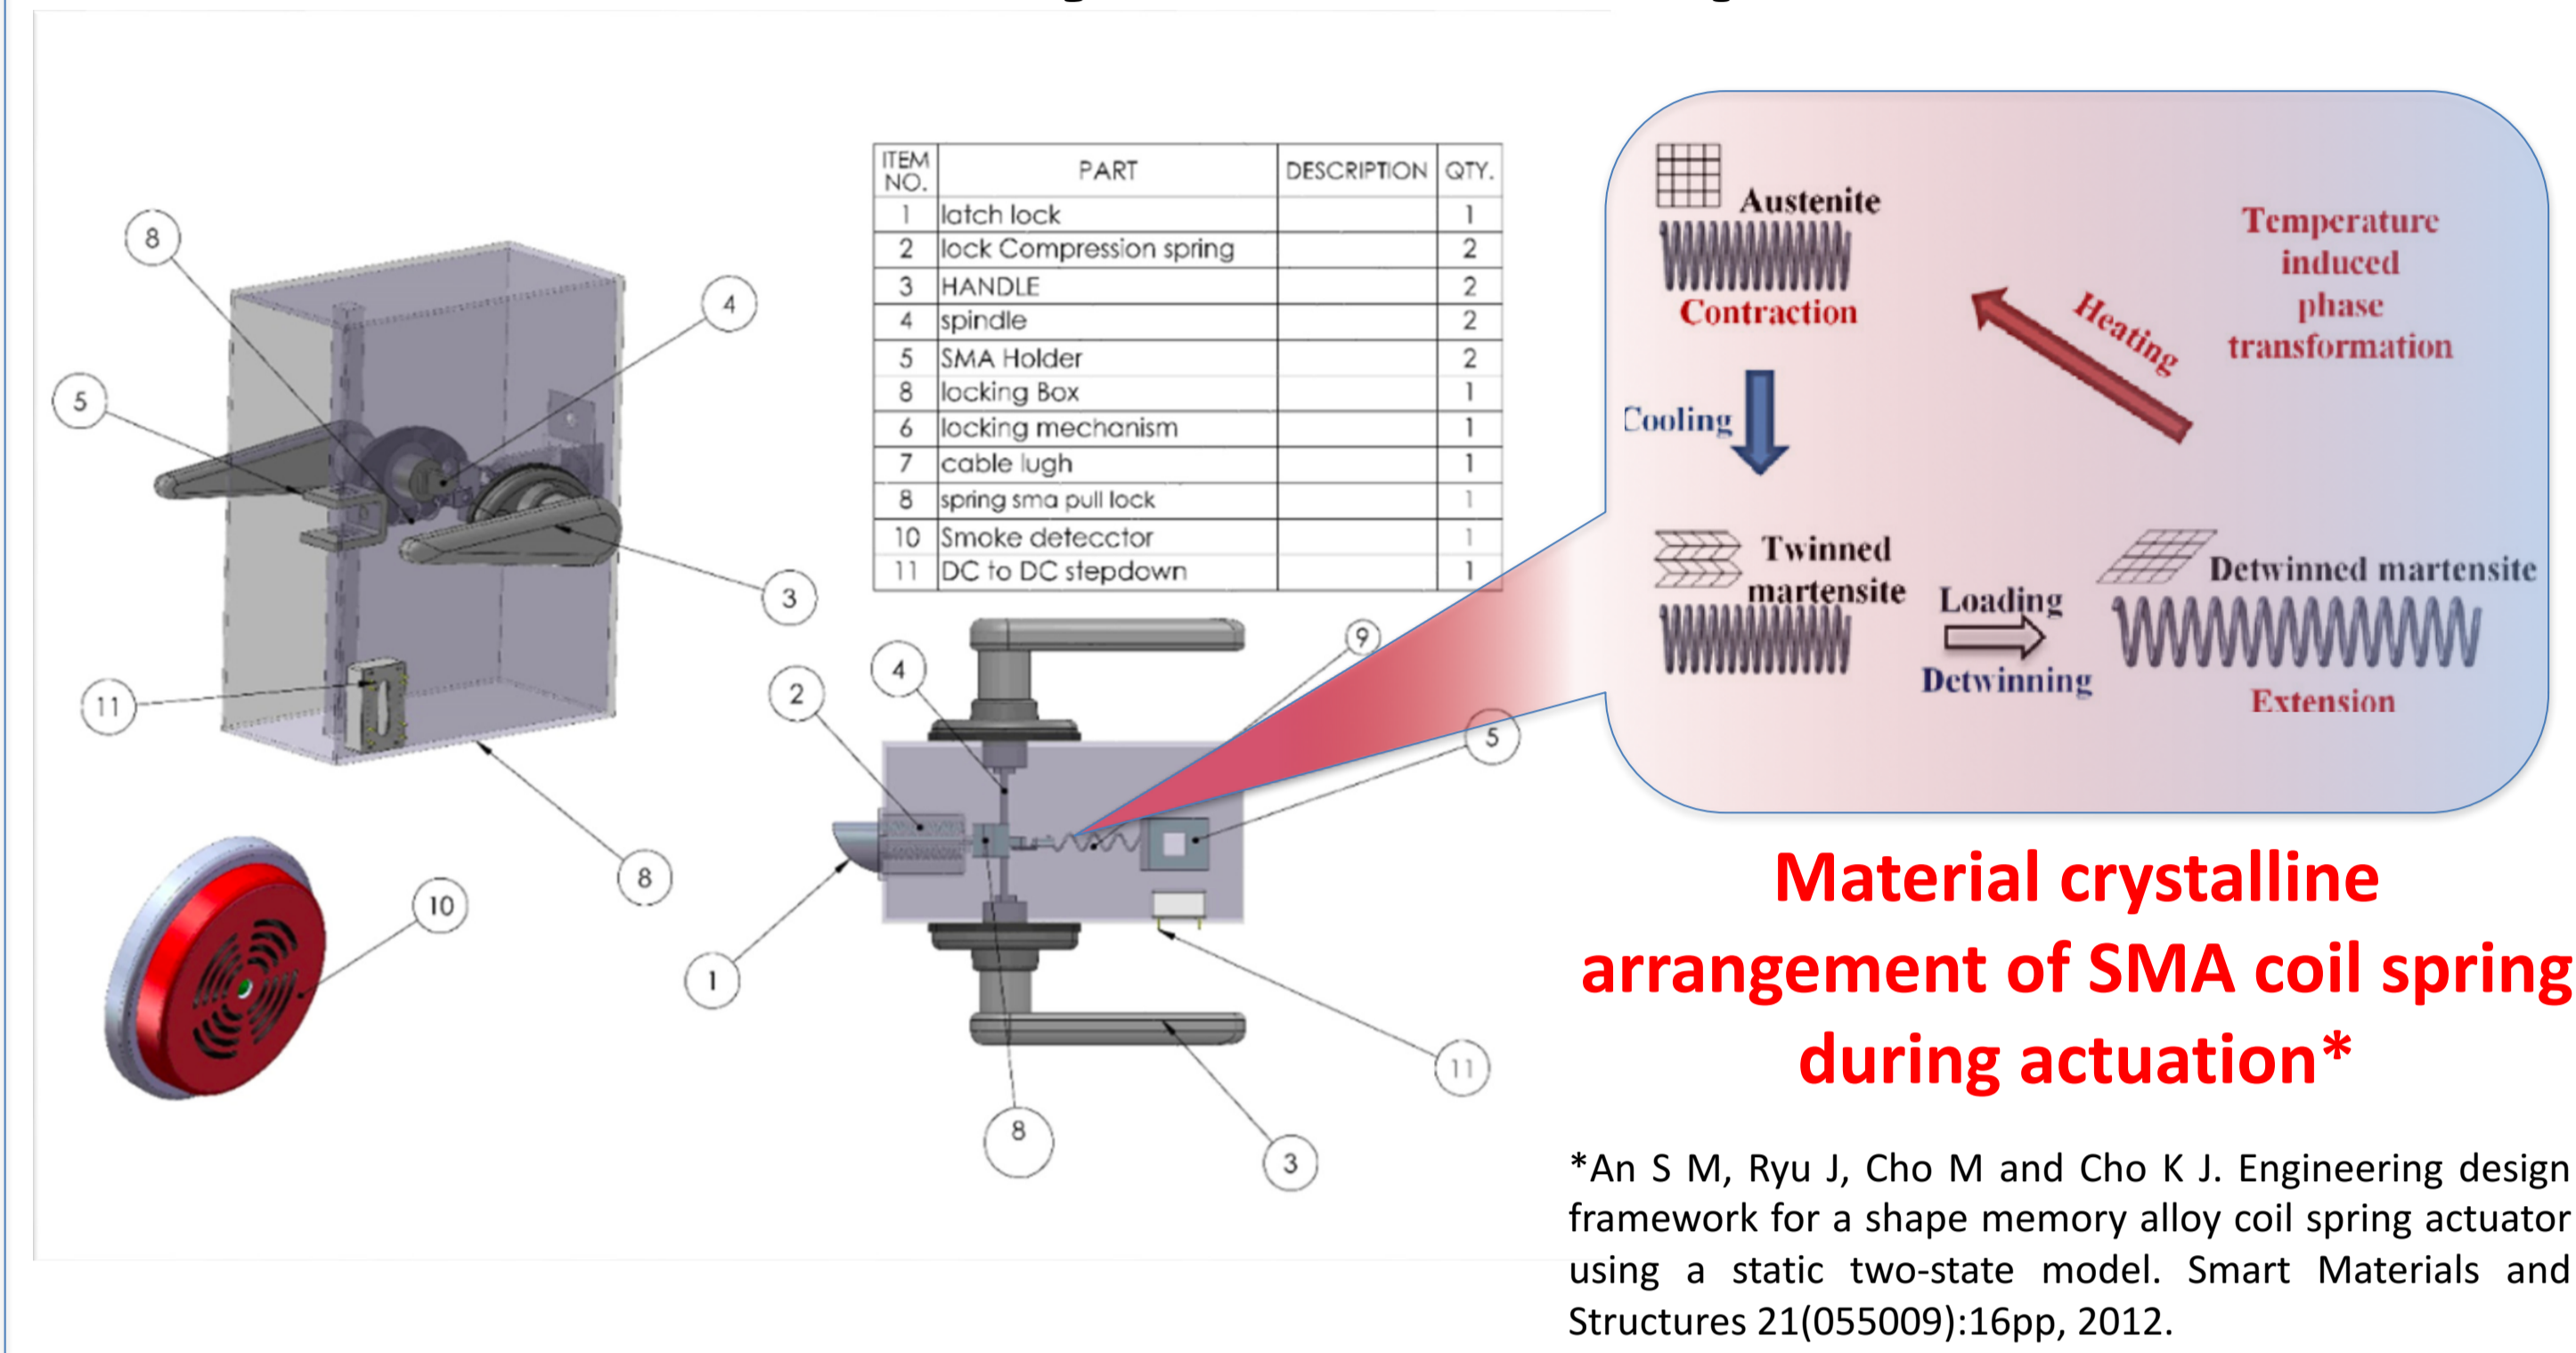 ITEM NO. PART DESCRIPTION QTY.
1 latch lock 1
2 lock Compression spring 2
3 HANDLE 2
4 spindle 2
5 SMA Holder 2
8 locking Box 1
6 locking mechanism 1
7 cable lugh 1
8 spring sma pull lock 1
10 Smoke detecctor 1
11 DC to DC stepdown 1
8
4
5
3
11
8
10
9
4
2
5
1
11
8
3
Austenite
Contraction
Temperature
induced
phase
transformation
Heating
Cooling
Twinned
martensite
Loading
Detwinning
Detwinned martensite
Extension
Material crystalline
arrangement of SMA coil spring
during actuation*
*An S M, Ryu J, Cho M and Cho K J. Engineering design
framework for a shape memory alloy coil spring actuator
using a static two-state model. Smart Materials and
Structures 21(055009):16pp, 2012.